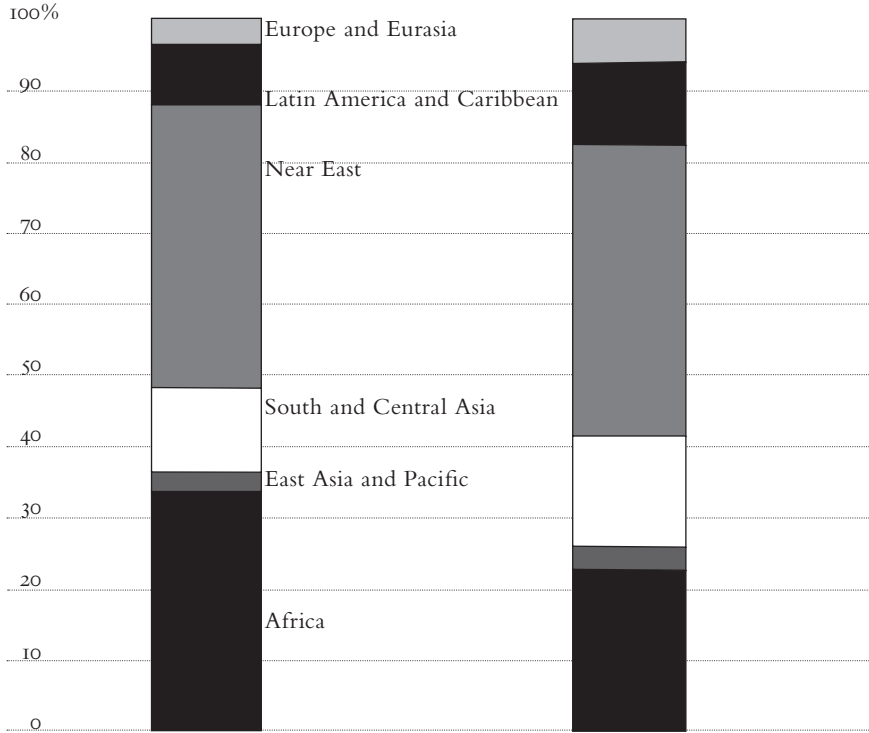 100%
Europe and Eurasia
90
Latin America and Caribbean
80
Near East
70
60
50
South and Central Asia
40
East Asia and Pacific
30
20
Africa
10
0